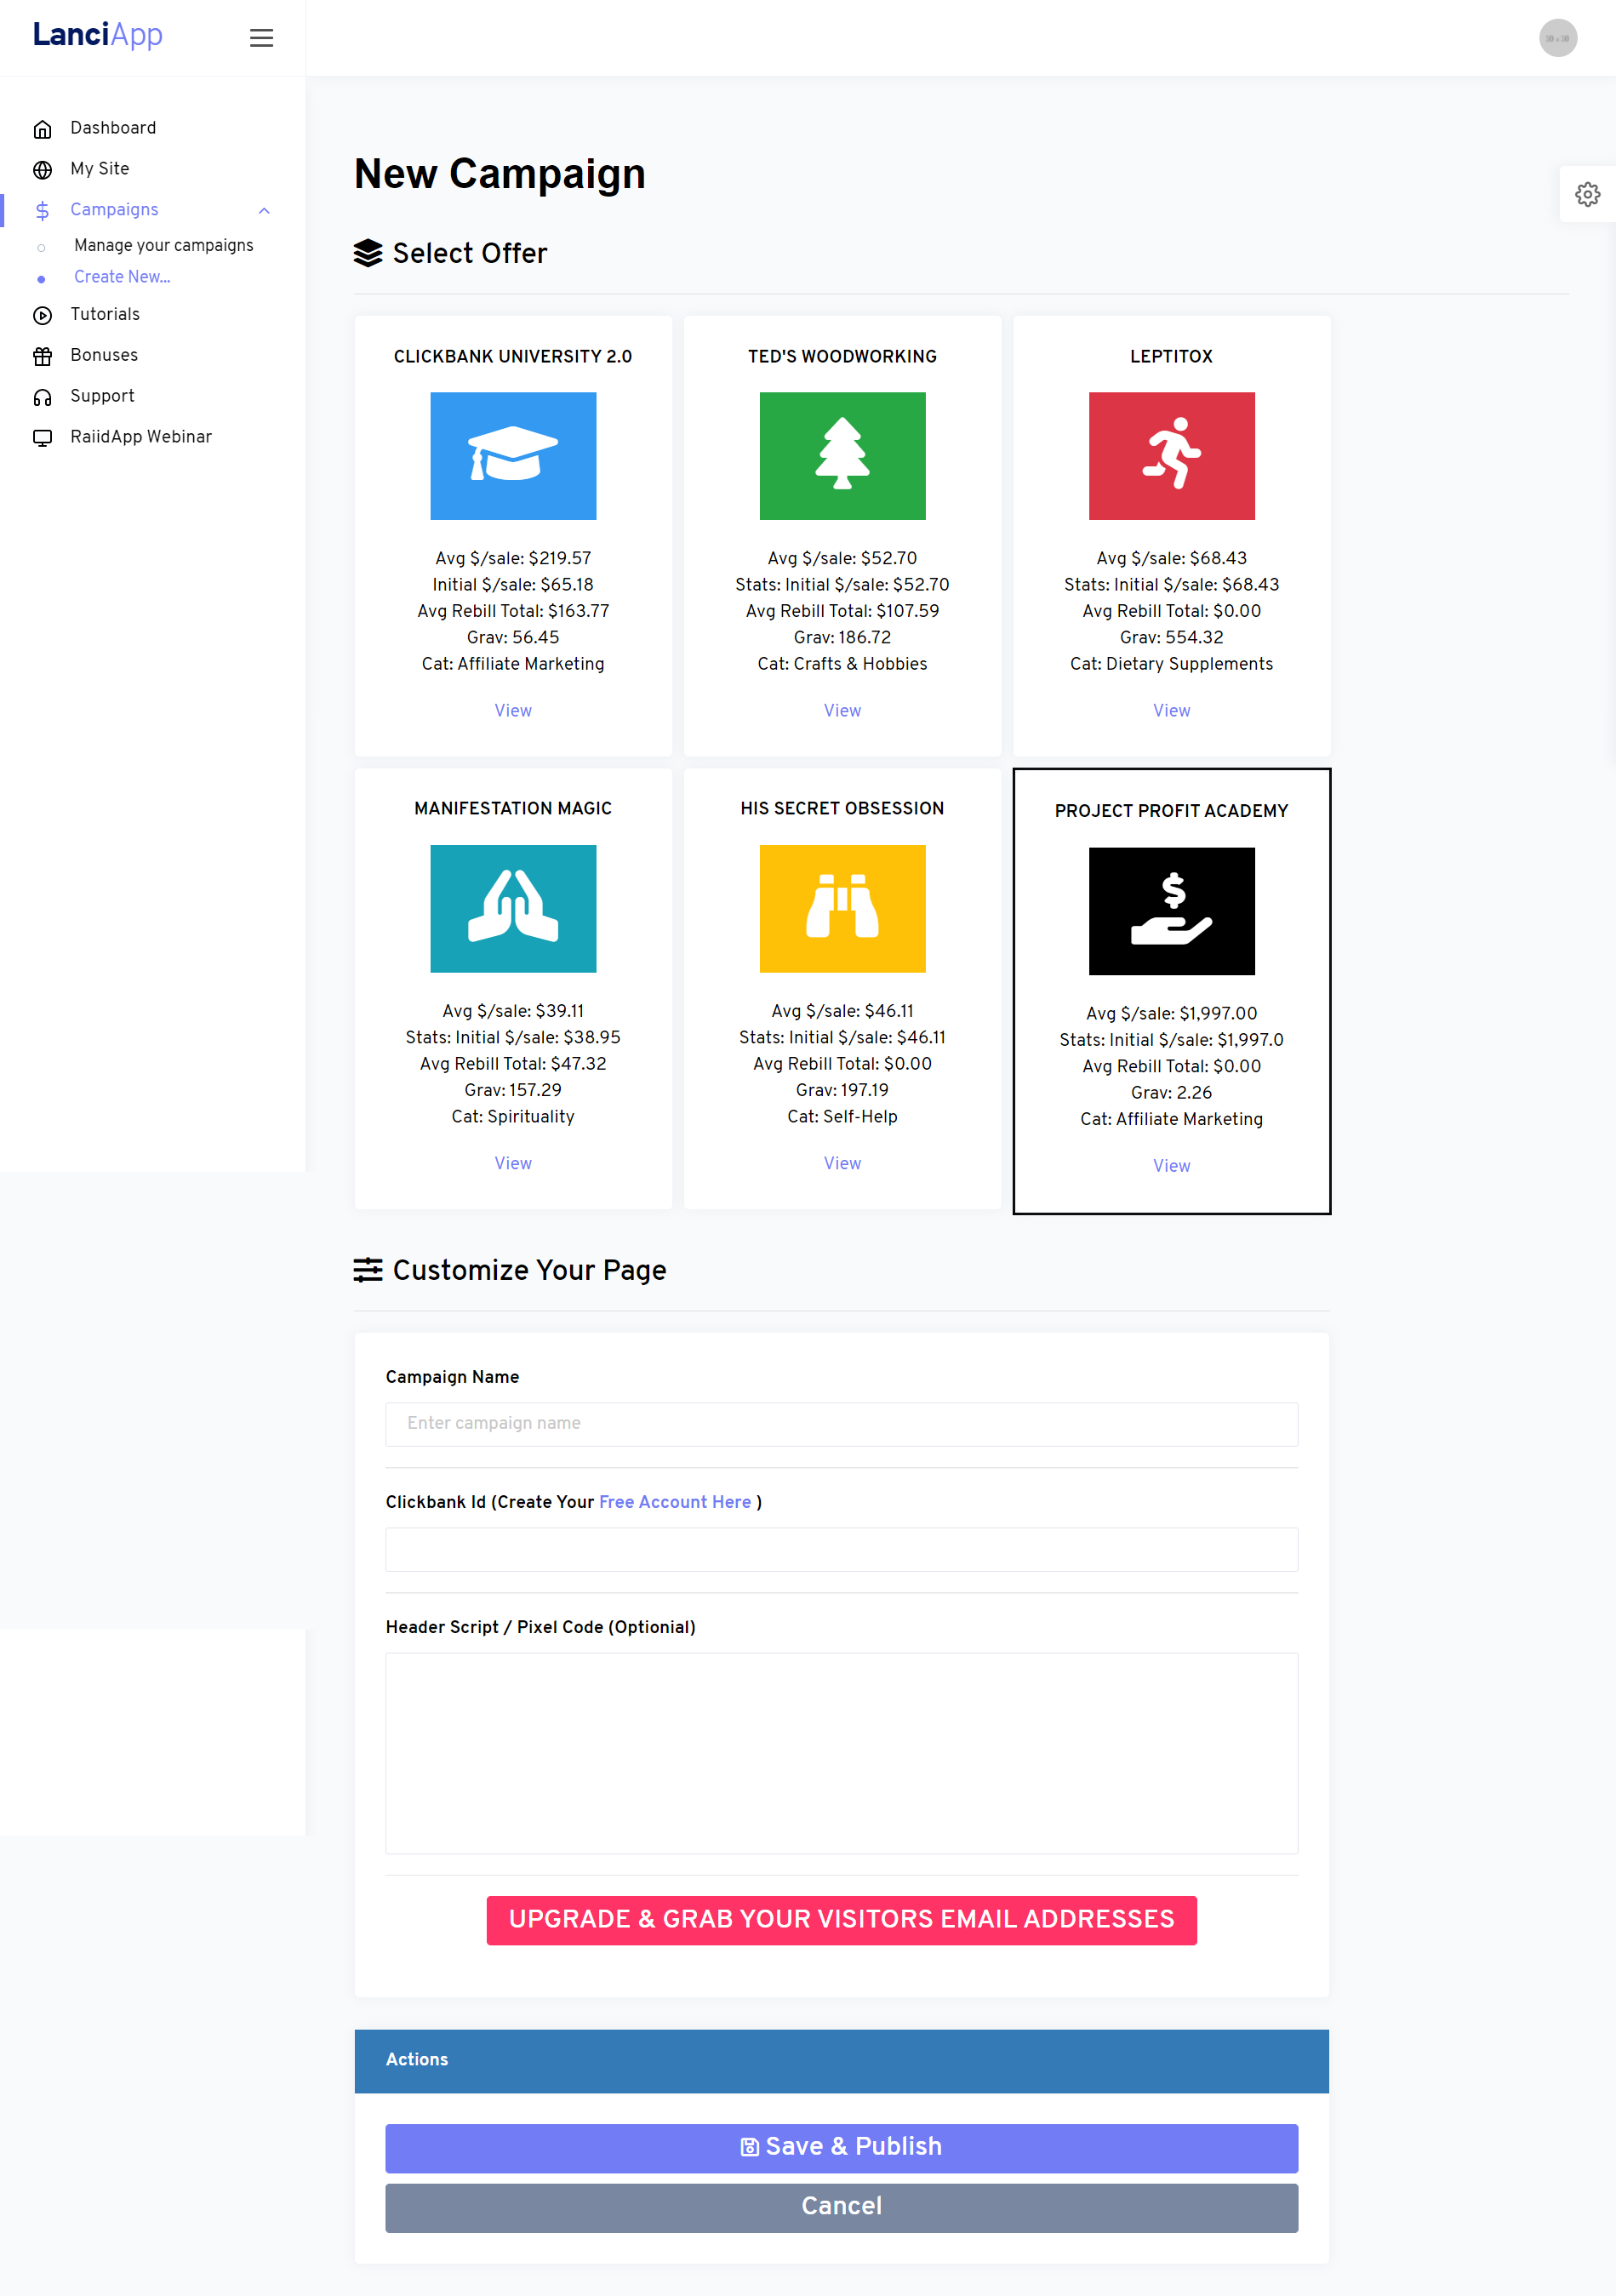 LanciApp
Dashboard
My Site
Campaigns
Manage your campaigns
Create New...
Tutorials
Bonuses
Support
RaiidApp Webinar
New Campaign
Select Offer
CLICKBANK UNIVERSITY 2.0
Avg $/sale: $219.57
Initial $/sale: $65.18
Avg Rebill Total: $163.77
Grav: 56.45
Cat: Affiliate Marketing
View
TED'S WOODWORKING
Avg $/sale: $52.70
Stats: Initial $/sale: $52.70
Avg Rebill Total: $107.59
Grav: 186.72
Cat: Crafts & Hobbies
View
LEPTITOX
Avg $/sale: $68.43
Stats: Initial $/sale: $68.43
Avg Rebill Total: $0.00
Grav: 554.32
Cat: Dietary Supplements
View
MANIFESTATION MAGIC
Avg $/sale: $39.11
Stats: Initial $/sale: $38.95
Avg Rebill Total: $47.32
Grav: 157.29
Cat: Spirituality
View
HIS SECRET OBSESSION
Avg $/sale: $46.11
Stats: Initial $/sale: $46.11
Avg Rebill Total: $0.00
Grav: 197.19
Cat: Self-Help
View
PROJECT PROFIT ACADEMY
Avg $/sale: $1,997.00
Stats: Initial $/sale: $1,997.0
Avg Rebill Total: $0.00
Grav: 2.26
Cat: Affiliate Marketing
View
Customize Your Page
Campaign Name
Enter campaign name
Clickbank Id (Create Your Free Account Here )
Header Script / Pixel Code (Optionial)
UPGRADE & GRAB YOUR VISITORS EMAIL ADDRESSES
Actions
Save & Publish
Cancel